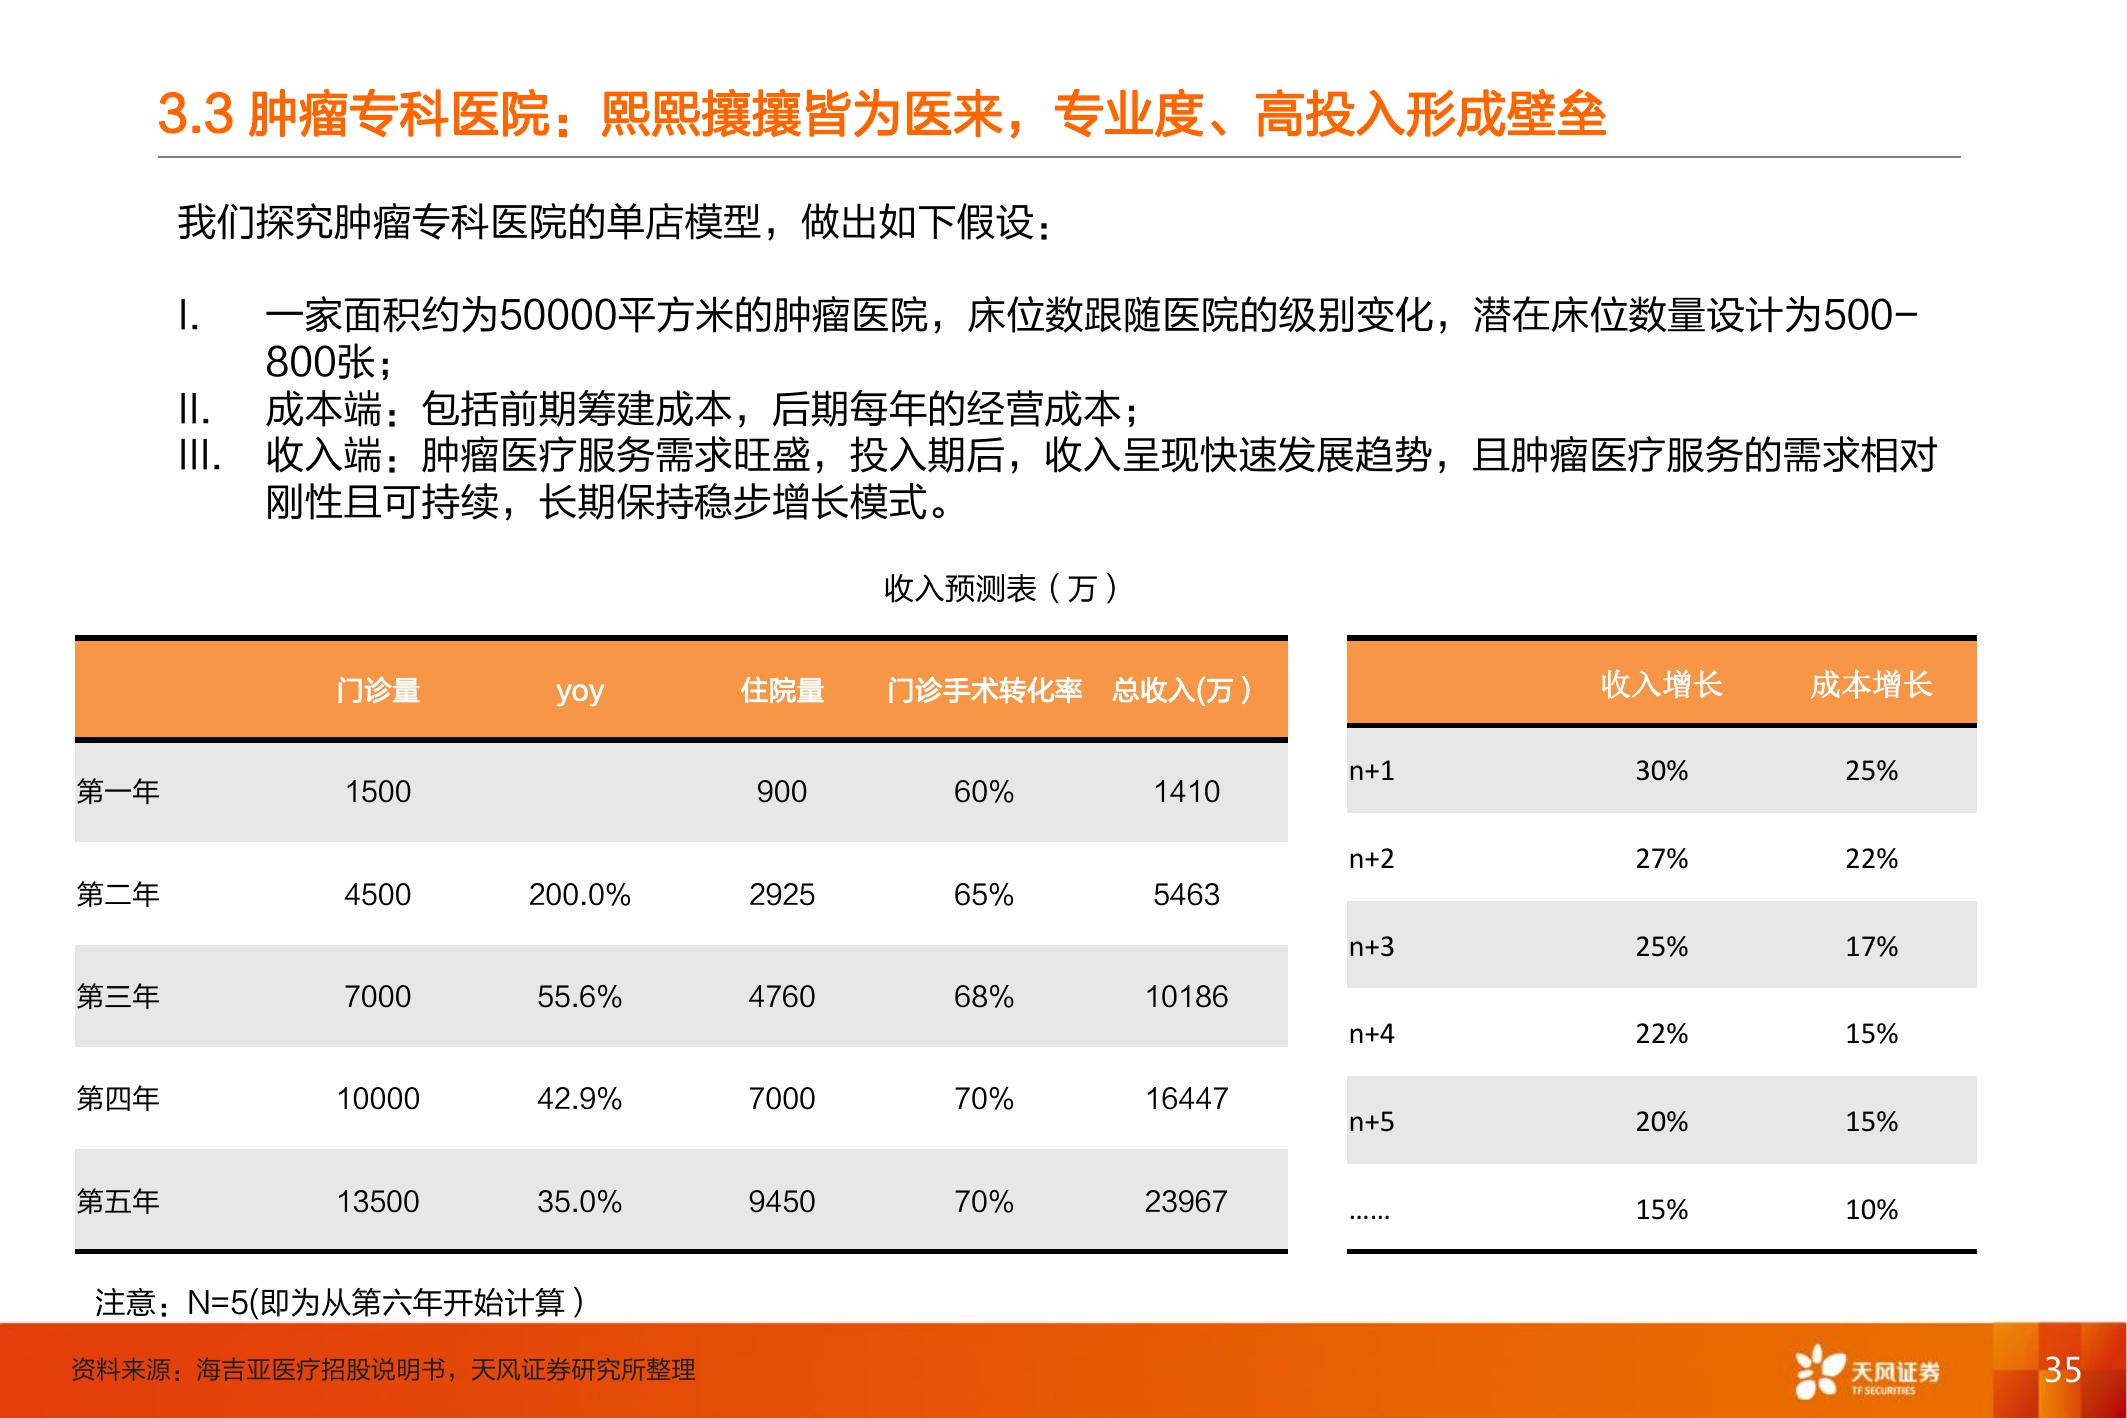 3.3 肿瘤专科医院：熙熙攘攘皆为医来，专业度、高投入形成壁垒
我们探究肿瘤专科医院的单店模型，做出如下假设：
I. 一家面积约为50000平方米的肿瘤医院，床位数跟随医院的级别变化，潜在床位数量设计为500-
800张；
II. 成本端：包括前期筹建成本，后期每年的经营成本；
III. 收入端：肿瘤医疗服务需求旺盛，投入期后，收入呈现快速发展趋势，且肿瘤医疗服务的需求相对
刚性且可持续，长期保持稳步增长模式。
收入预测表（万）
门诊量 yoy 住院量 门诊手术转化率 总收入(万）
第一年 1500 900 60% 1410
第二年 4500 200.0% 2925 65% 5463
第三年 7000 55.6% 4760 68% 10186
第四年 10000 42.9% 7000 70% 16447
第五年 13500 35.0% 9450 70% 23967
收入增长 成本增长
n+1 30% 25%
n+2 27% 22%
n+3 25% 17%
n+4 22% 15%
n+5 20% 15%
…… 15% 10%
注意：N=5(即为从第六年开始计算）
资料来源：海吉亚医疗招股说明书，天风证券研究所整理
天风证券
TF SECURITIES
35